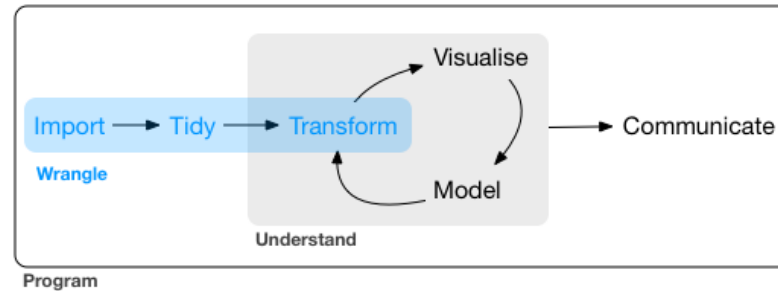 Visualise
Import
Tidy
Transform
Communicate
Wrangle
Model
Understand
Program